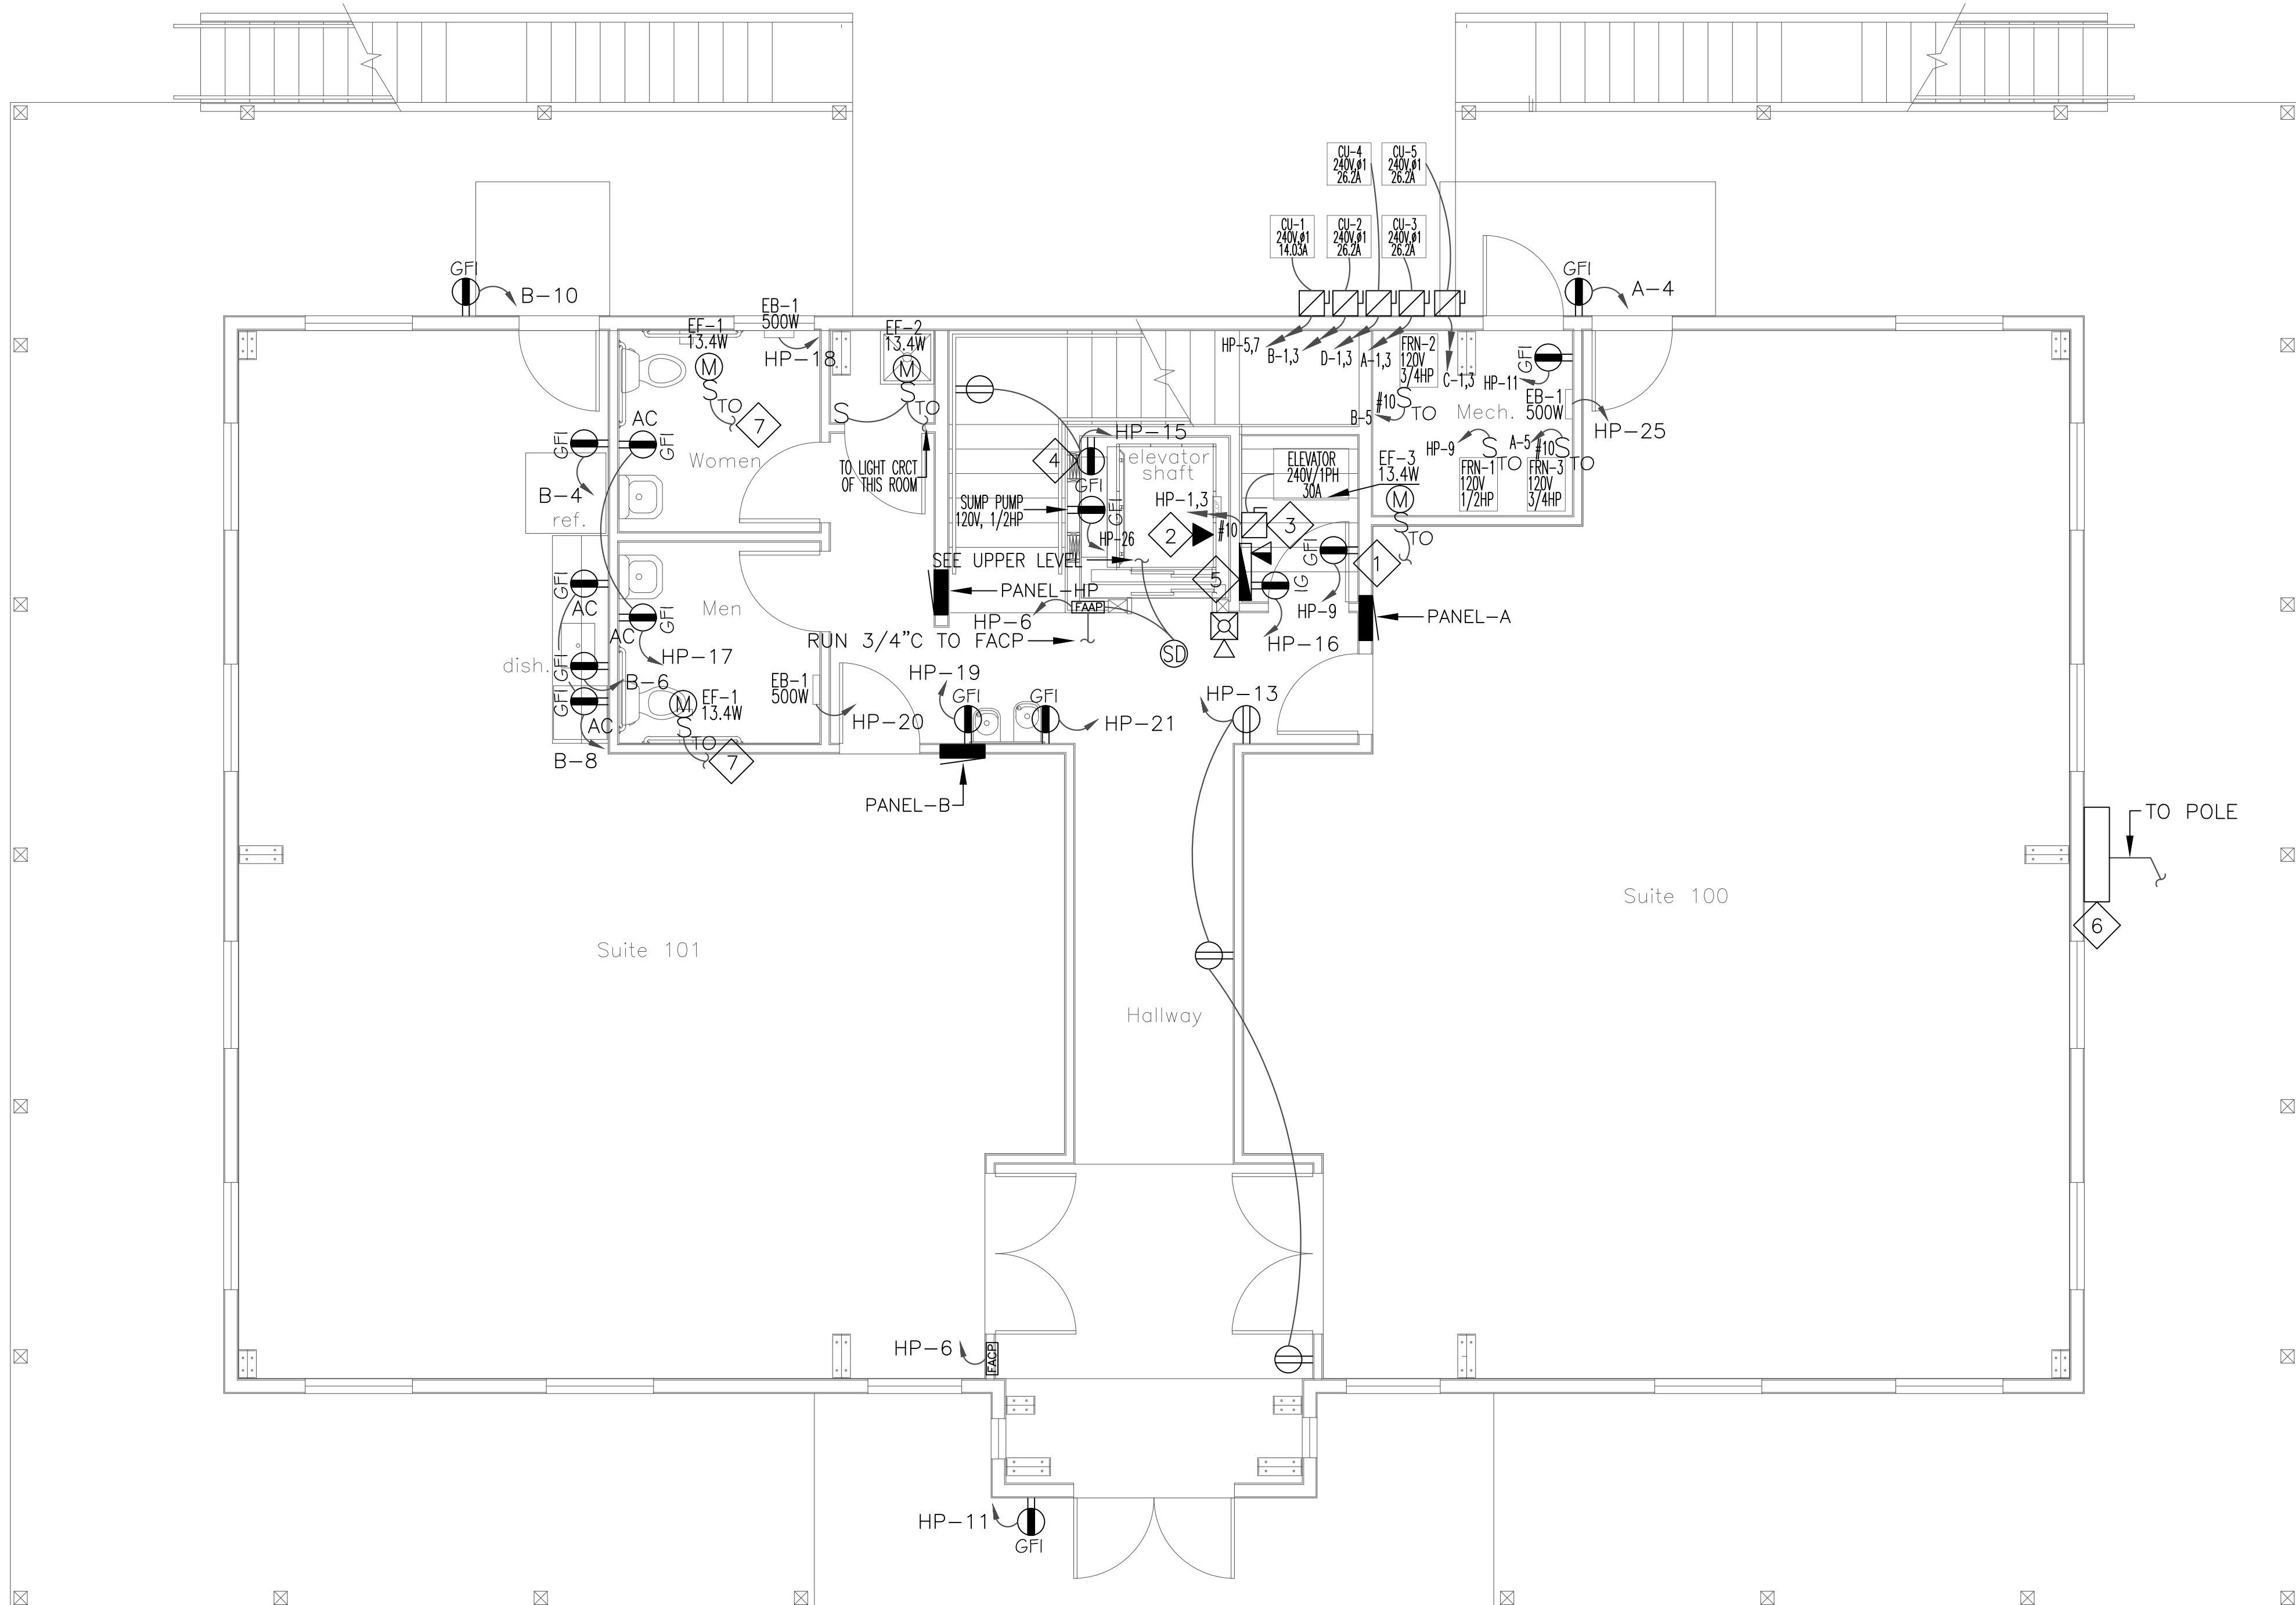 CU-4
240V,ø1
26.2A
CU-5
240V,ø1
26.2A
CU-1
240V,ø1
14.03A
CU-2
240V,ø1
26.2A
CU-3
240V,ø1
26.2A
GFI
B-10
GFI
A-4
EB-1
500W
EF-1
13.4W
HP-18
M
S
TO
7
EF-2
13.4W
M
S
S
TO
HP-5,7
B-1,3
D-1,3
A-1,3
C-1,3
FRN-2
120V
3/4HP
GFI
HP-11
EB-1
500W
HP-25
B-5
#10
S
TO
Mech.
HP-9
S
TO
A-5
#10
S
TO
FRN-1
120V
1/2HP
FRN-3
120V
3/4HP
AC
GFI
GFI
Women
B-4
ref.
TO LIGHT CRCT
OF THIS ROOM
HP-15
4
GFI
elevator
shaft
ELEVATOR
240V/1PH
30A
EF-3
13.4W
M
S
TO
SUMP PUMP
120V, 1/2HP
GFI
HP-26
HP-1,3
2
#10
3
SEE UPPER LEVEL
5
GFI
1
IG
HP-9
HP-16
PANEL-HP
FAAP
HP-6
RUN 3/4"C TO FACP
SD
PANEL-A
GFI
AC
Men
AC
GFI
HP-17
dish.
GFI
B-6
GFI
AC
B-8
M
EF-1
13.4W
S
TO
7
EB-1
500W
HP-20
HP-19
GFI
GFI
HP-21
HP-13
PANEL-B
TO POLE
6
Suite 100
Suite 101
Hallway
HP-6
FACP
HP-11
GFI